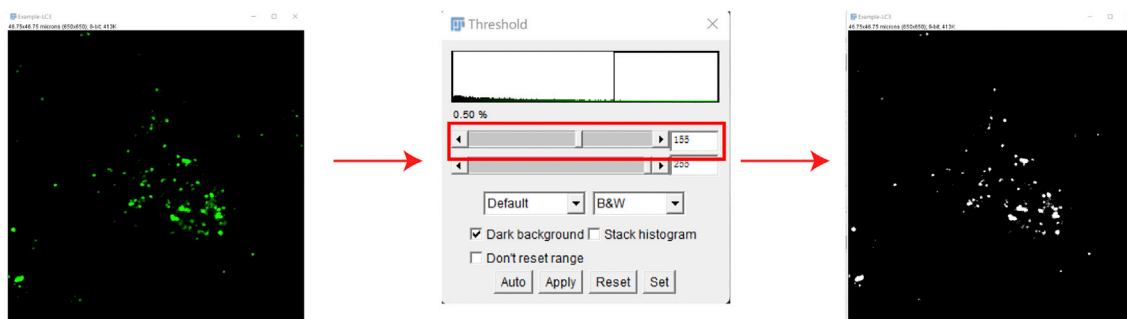 Example-LC3
46.75x46.75 microns (650x650); 8-bit; 413K
Threshold
0.50 %
155
255
Default
B&W
Dark background
Stack histogram
Don't reset range
Auto
Apply
Reset
Set
Example-LC3
46.75x46.75 microns (650x650); 8-bit; 413K